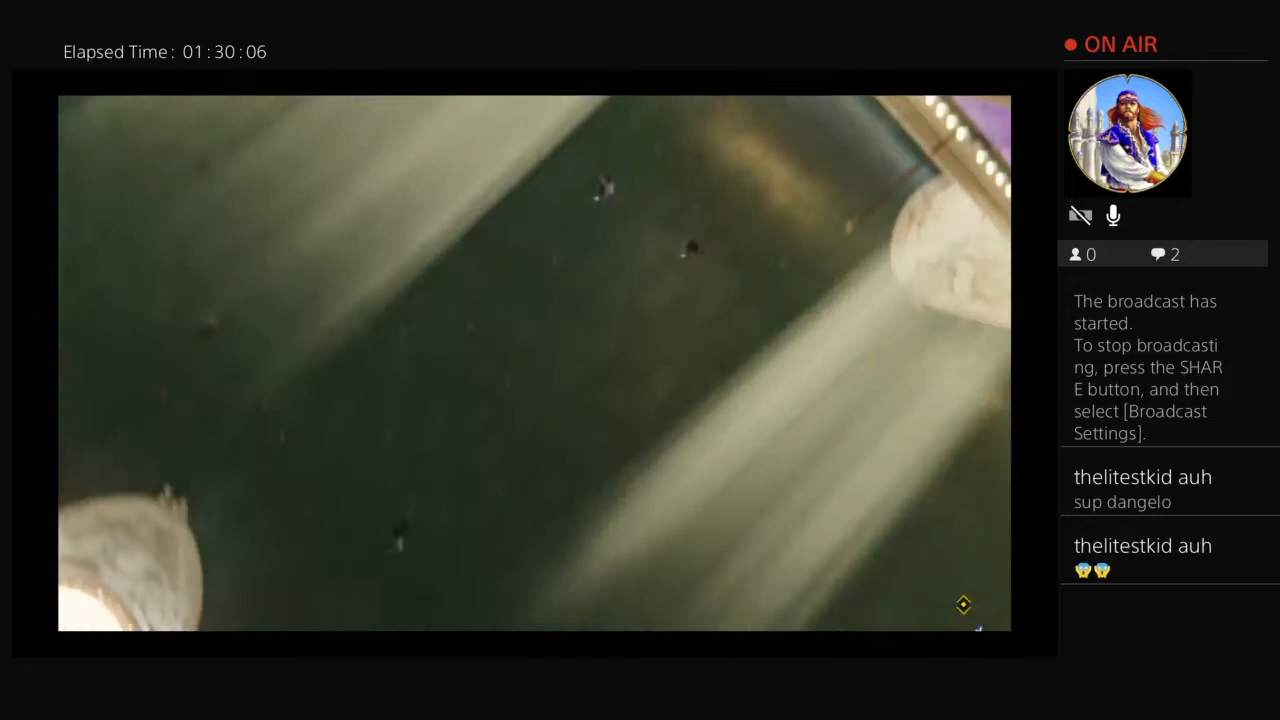 Elapsed Time: 01:30:06
ON AIR
0
2
The broadcast has
started.
To stop broadcasti
ng, press the SHAR
E button, and then
select [Broadcast
Settings].
thelitestkid auh
sup dangelo
thelitestkid auh
😱😱